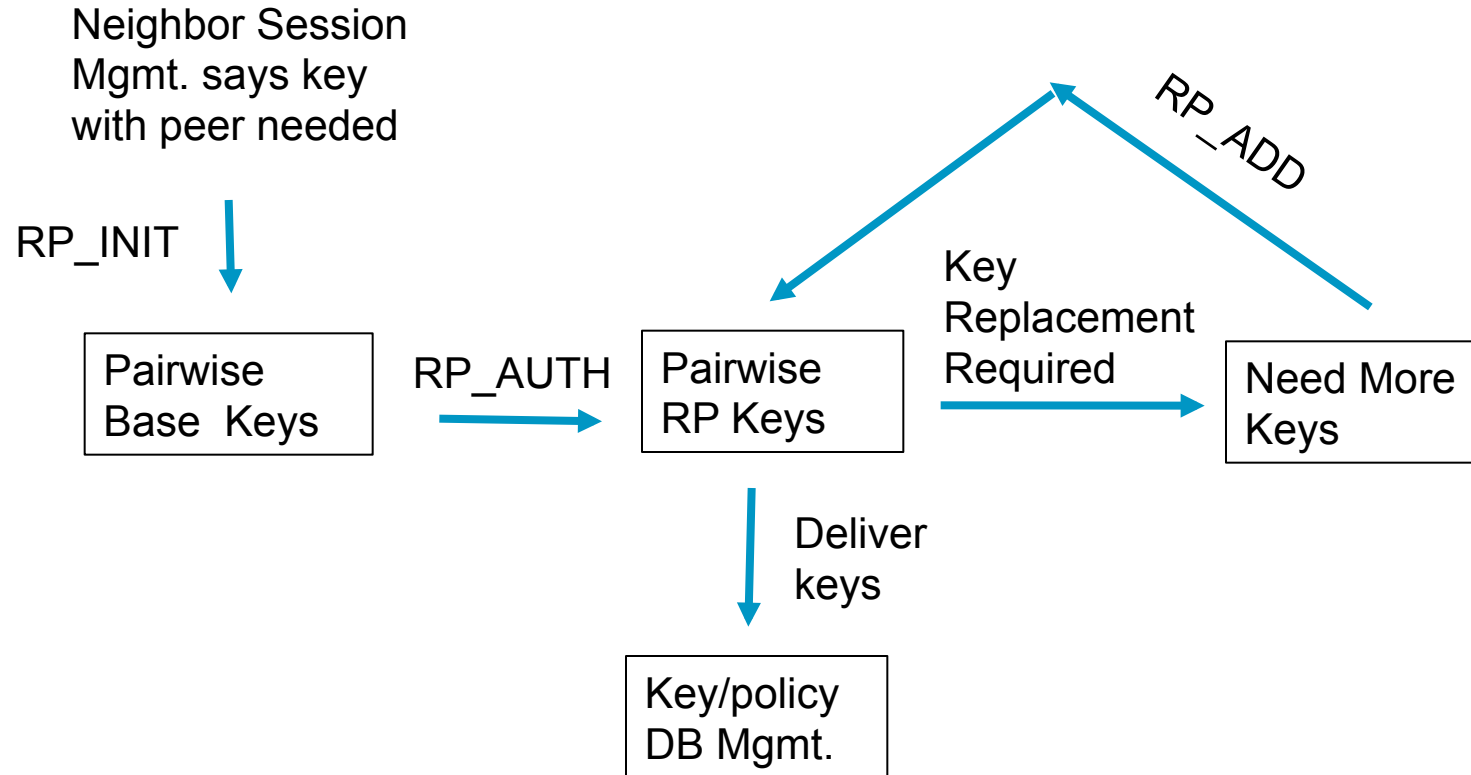 Neighbor Session
Mgmt. says key
with peer needed
RP_ADD
RP_INIT
Key
Replacement
Required
Pairwise
Base  Keys
RP_AUTH
Pairwise
RP Keys
Need More
Keys
Deliver
keys
Key/policy
DB Mgmt.